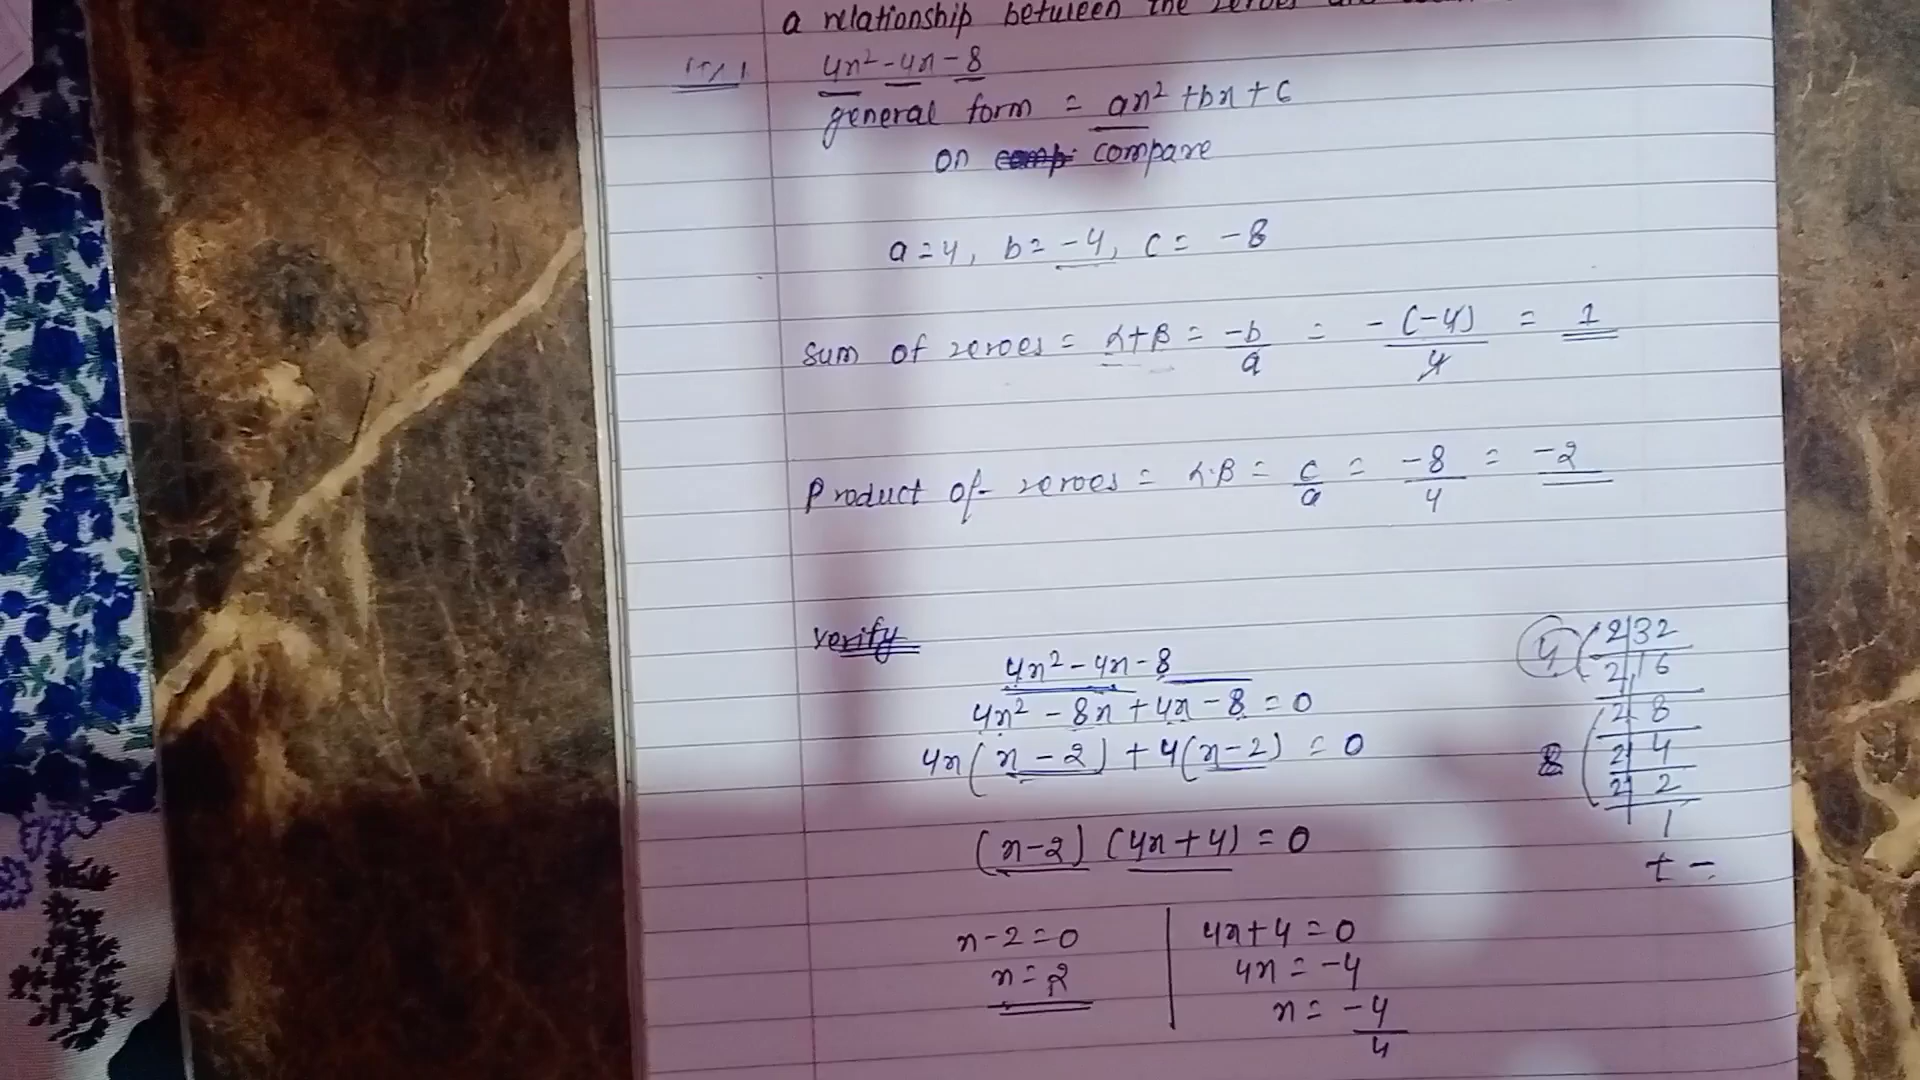 a relationship between the zeroes
4x² - 4x - 8
general form = ax² + bx + c
on compare
a = 4, b = -4, c = -8
Sum of zeroes = α+β = -b/a = -(-4)/4 = 1
Product of zeroes = α·β = c/a = -8/4 = -2
verify
4x² - 4x - 8
4x² - 8x + 4x - 8 = 0
4x(x - 2) + 4(x - 2) = 0
(x-2) (4x+4) = 0
x - 2 = 0
x = 2
4x + 4 = 0
4x = -4
x = -4/4
4 ( 2|32
2|16
2|8
8 ( 2|4
2|2
1
+ -